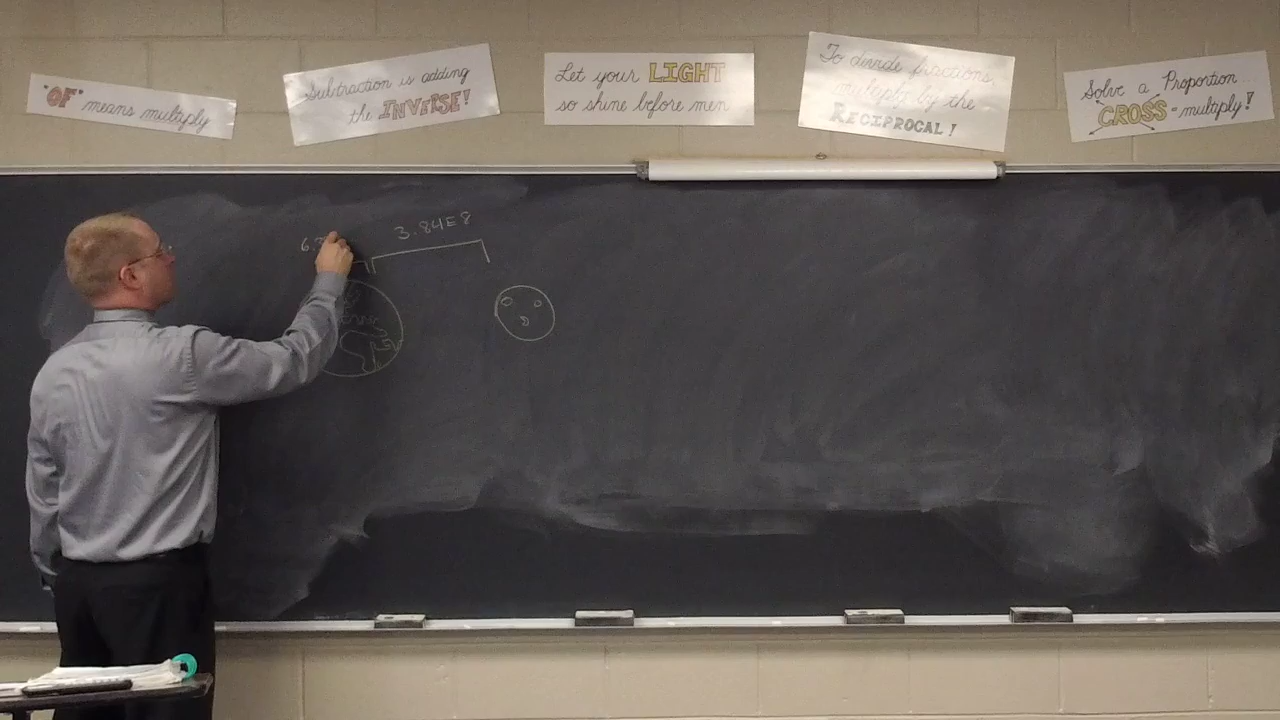 "OF" means multiply
Subtraction is adding
the INVERSE!
Let your LIGHT
so shine before men
To divide fractions,
multiply by the
RECIPROCAL!
Solve a Proportion...
CROSS-multiply!
3.84E8
6.